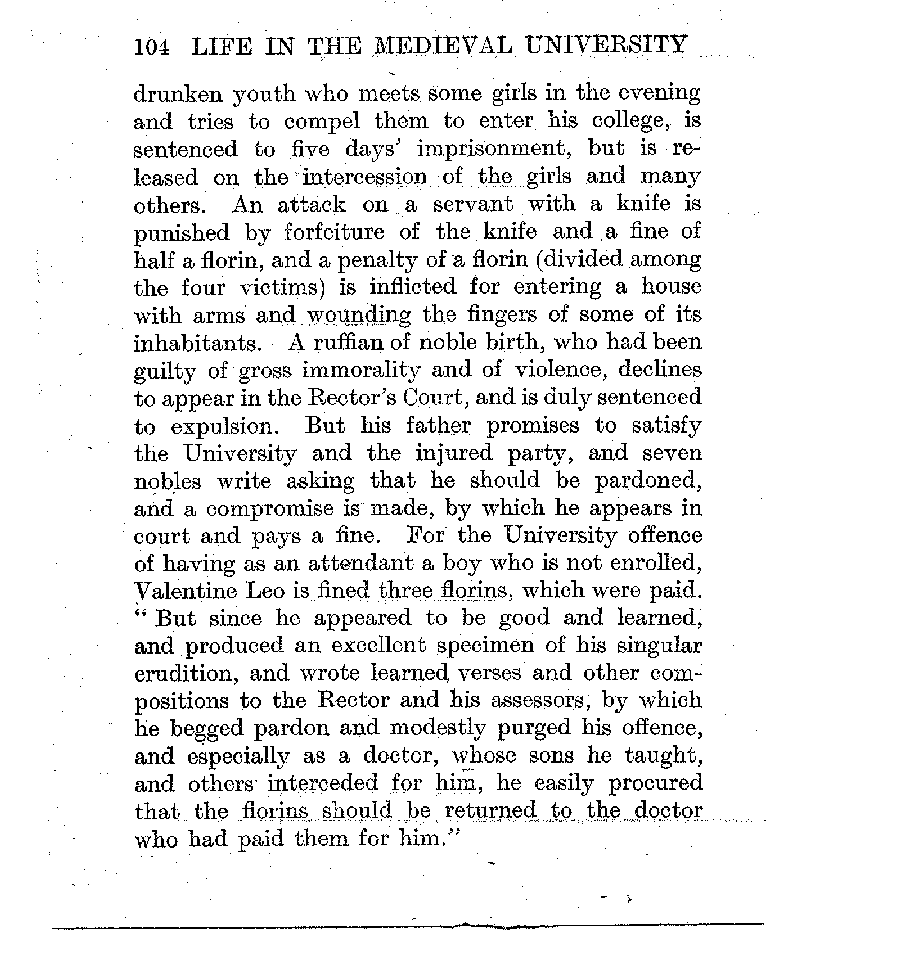 104 LIFE IN THE MEDIEVAL UNIVERSITY
drunken youth who meets some girls in the evening
and tries to compel them to enter his college, is
sentenced to five days' imprisonment, but is re-
leased on the intercession of the girls and many
others. An attack on a servant with a knife is
punished by forfeiture of the knife and a fine of
half a florin, and a penalty of a florin (divided among
the four victims) is inflicted for entering a house
with arms and wounding the fingers of some of its
inhabitants. A ruffian of noble birth, who had been
guilty of gross immorality and of violence, declines
to appear in the Rector's Court, and is duly sentenced
to expulsion. But his father promises to satisfy
the University and the injured party, and seven
nobles write asking that he should be pardoned,
and a compromise is made, by which he appears in
court and pays a fine. For the University offence
of having as an attendant a boy who is not enrolled,
Valentine Leo is fined three florins, which were paid.
" But since he appeared to be good and learned,
and produced an excellent specimen of his singular
erudition, and wrote learned verses and other com-
positions to the Rector and his assessors, by which
he begged pardon and modestly purged his offence,
and especially as a doctor, whose sons he taught,
and others interceded for him, he easily procured
that the florins should be returned to the doctor
who had paid them for him."